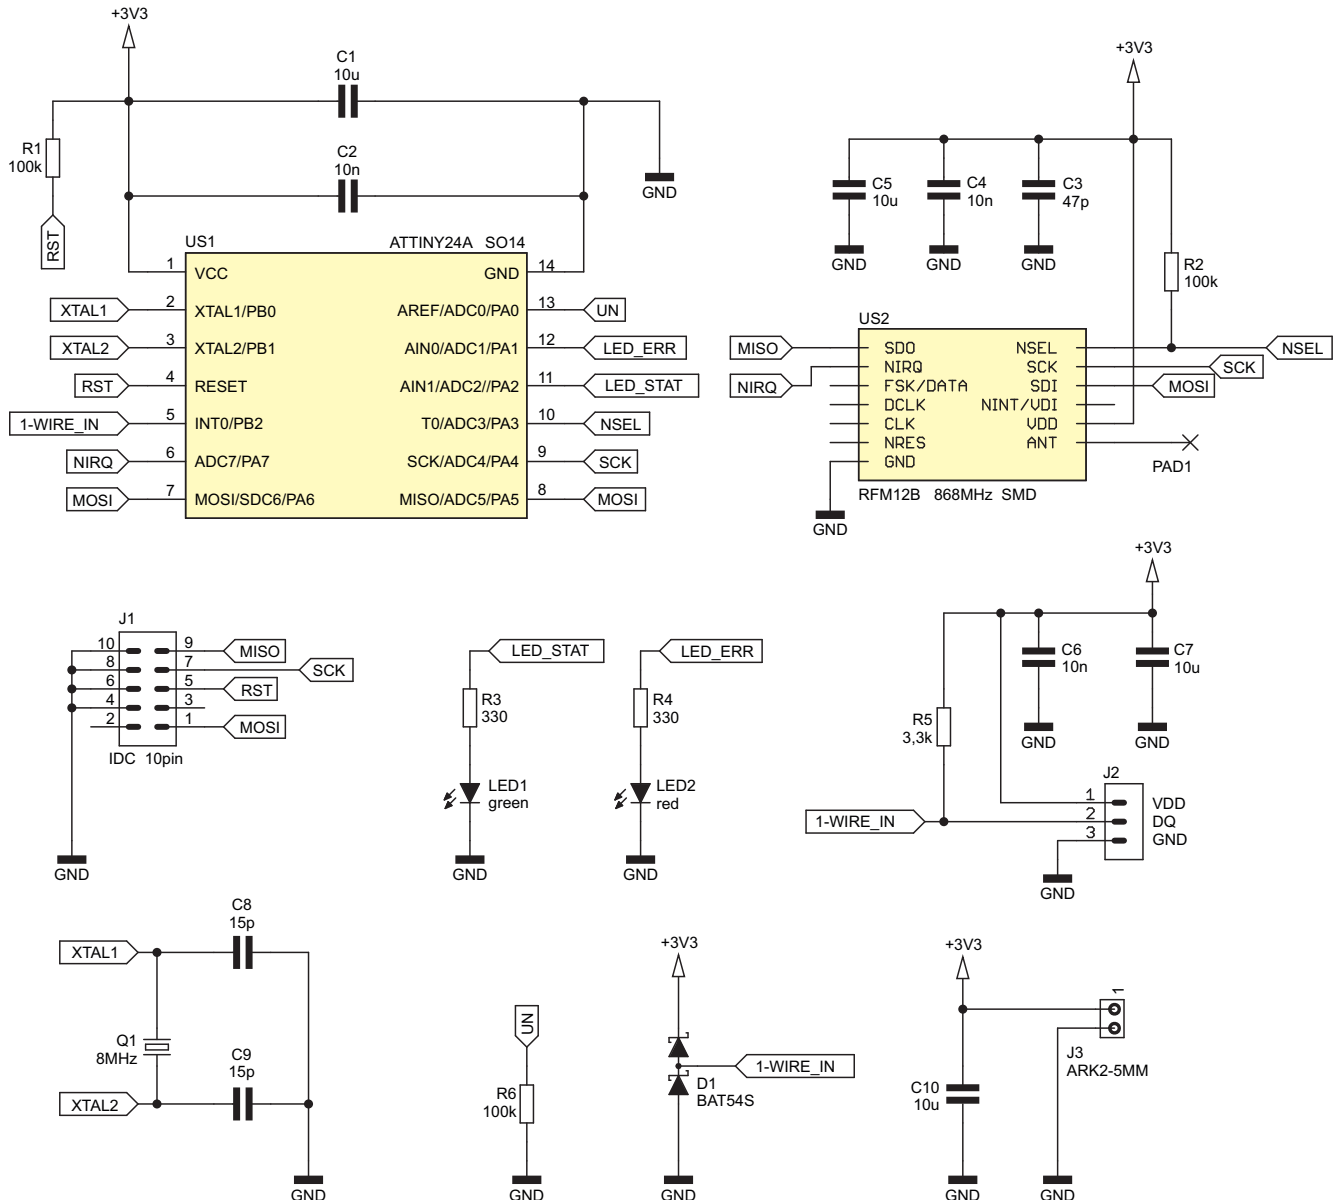 +3V3
C1
10u
R1
100k
C2
10n
GND
RST
US1 ATTINY24A SO14
1 VCC GND 14
XTAL1 2 XTAL1/PB0 AREF/ADC0/PA0 13 UN
XTAL2 3 XTAL2/PB1 AIN0/ADC1/PA1 12 LED_ERR
RST 4 RESET AIN1/ADC2//PA2 11 LED_STAT
1-WIRE_IN 5 INT0/PB2 T0/ADC3/PA3 10 NSEL
NIRQ 6 ADC7/PA7 SCK/ADC4/PA4 9 SCK
MOSI 7 MOSI/SDC6/PA6 MISO/ADC5/PA5 8 MOSI
+3V3
C5 C4 C3
10u 10n 47p
GND GND GND
R2
100k
US2
MISO SDO NSEL NSEL
NIRQ NIRQ SCK SCK
FSK/DATA SDI MOSI
DCLK NINT/VDI
CLK VDD
NRES ANT
GND PAD1
RFM12B 868MHz SMD
GND
J1
10 9 MISO
8 7 SCK
6 5 RST
4 3
2 1 MOSI
IDC 10pin
GND
LED_STAT
R3
330
LED1
green
GND
LED_ERR
R4
330
LED2
red
GND
+3V3
C6 C7
10n 10u
GND GND
R5
3,3k
J2
1 VDD
1-WIRE_IN 2 DQ
3 GND
GND
C8
15p
XTAL1
Q1
8MHz
C9
15p
XTAL2
GND
UN
R6
100k
GND
+3V3
1-WIRE_IN
D1
BAT54S
GND
+3V3
1
J3
ARK2-5MM
C10
10u
GND GND